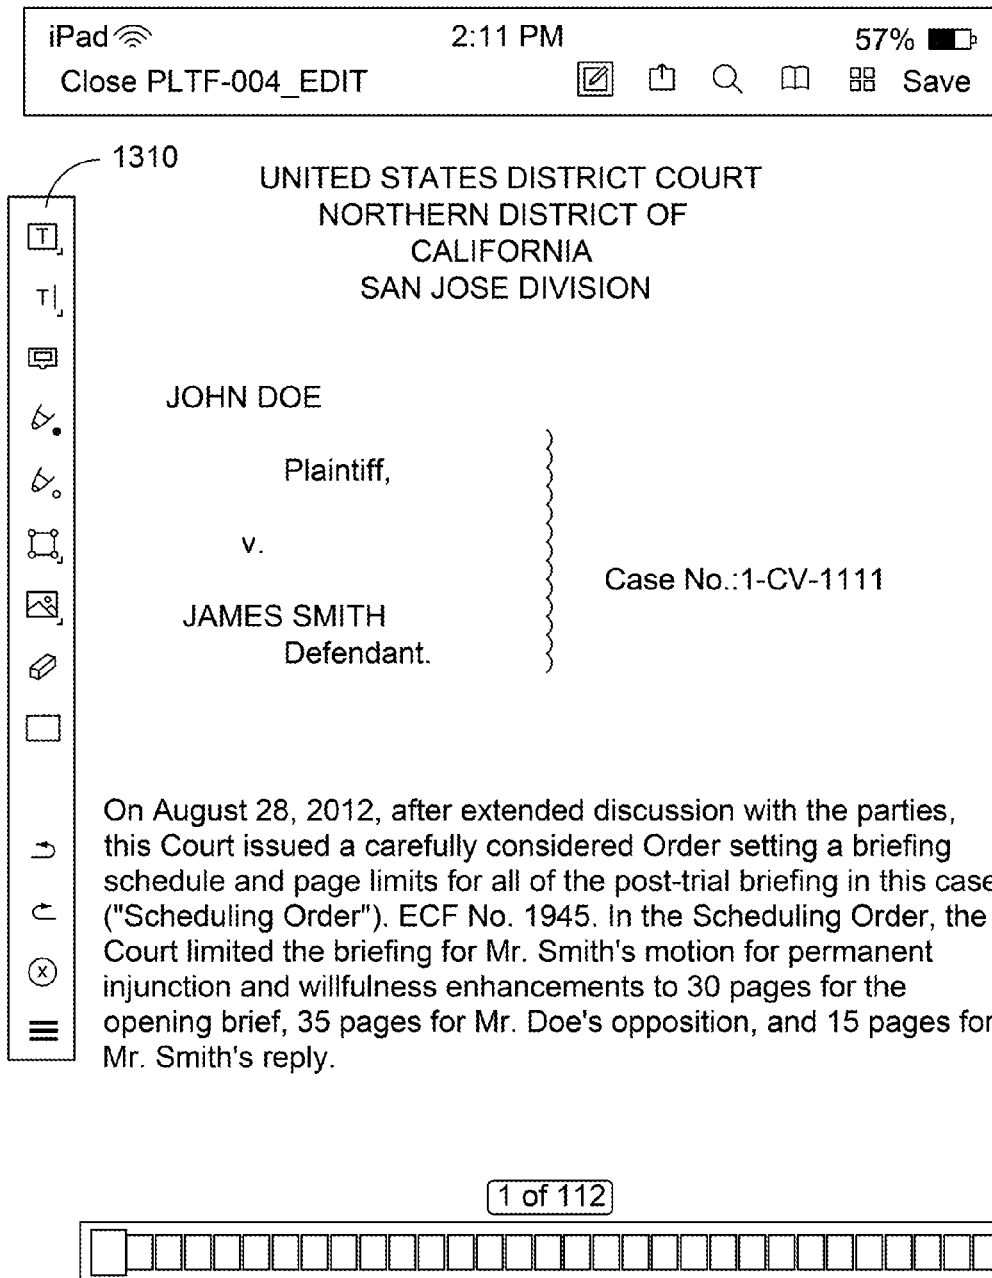 iPad 2:11 PM 57%
Close PLTF-004_EDIT Save
1310
UNITED STATES DISTRICT COURT
NORTHERN DISTRICT OF
CALIFORNIA
SAN JOSE DIVISION
T
T
JOHN DOE
Plaintiff,
v.
Case No.:1-CV-1111
JAMES SMITH
Defendant.
On August 28, 2012, after extended discussion with the parties,
this Court issued a carefully considered Order setting a briefing
schedule and page limits for all of the post-trial briefing in this case
("Scheduling Order"). ECF No. 1945. In the Scheduling Order, the
Court limited the briefing for Mr. Smith's motion for permanent
injunction and willfulness enhancements to 30 pages for the
opening brief, 35 pages for Mr. Doe's opposition, and 15 pages for
Mr. Smith's reply.
x
1 of 112